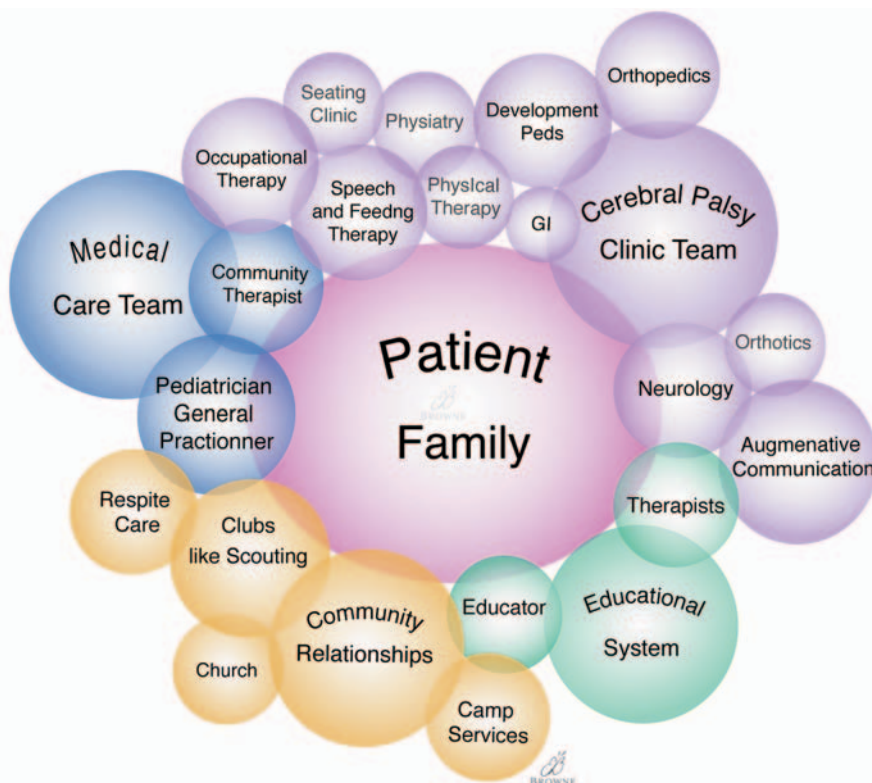 Orthopedics
Seating
Clinic
Physiatry
Development
Peds
Occupational
Therapy
Speech
and Feedng
Therapy
Physical
Therapy
GI
Cerebral Palsy
Clinic Team
Medical
Care Team
Community
Therapist
Patient
Family
Orthotics
Neurology
Pediatrician
General
Practionner
Augmenative
Communication
Respite
Care
Clubs
like Scouting
Therapists
Educator
Educational
System
Community
Relationships
Church
Camp
Services
BROWNE
BROWNE